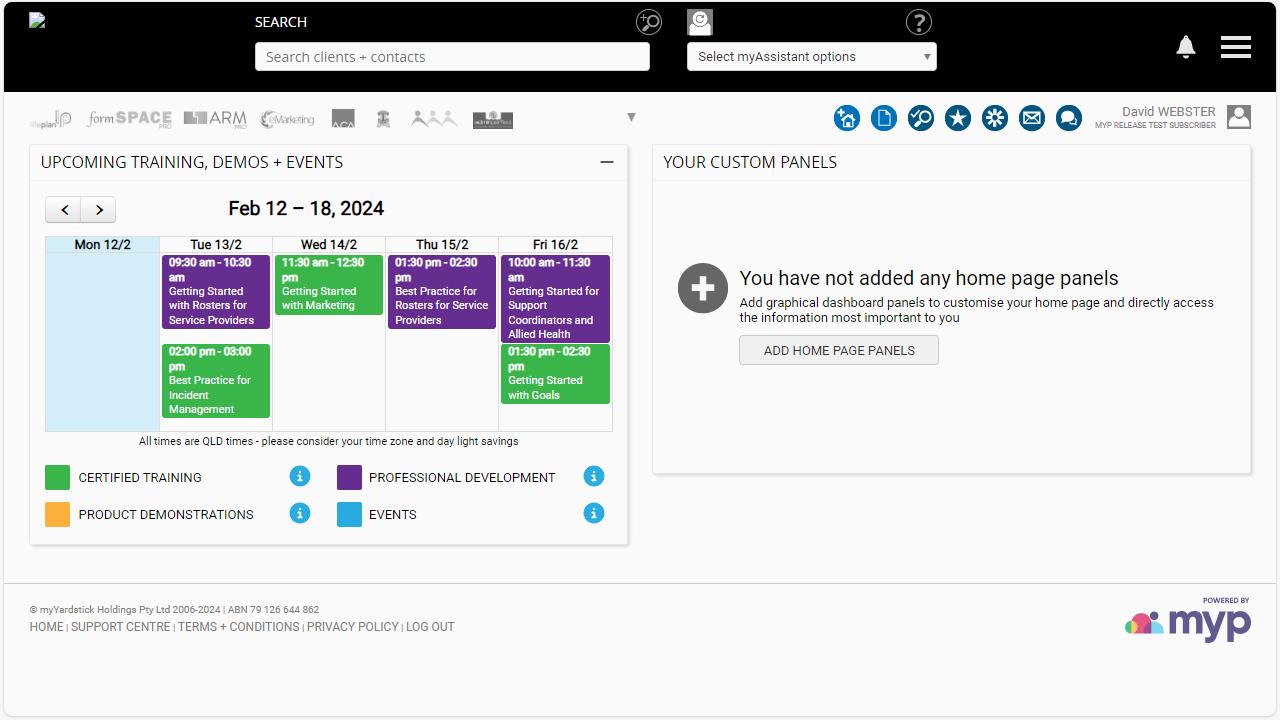 SEARCH
Search clients + contacts
Select myAssistant options
lifeplan
formSPACE PRO
ARM PRO
eMarketing
ACA
David WEBSTER
MYP RELEASE TEST SUBSCRIBER
UPCOMING TRAINING, DEMOS + EVENTS
Feb 12 – 18, 2024
Mon 12/2
Tue 13/2
Wed 14/2
Thu 15/2
Fri 16/2
09:30 am - 10:30
am
Getting Started
with Rosters for
Service Providers
02:00 pm - 03:00
pm
Best Practice for
Incident
Management
11:30 am - 12:30
pm
Getting Started
with Marketing
01:30 pm - 02:30
pm
Best Practice for
Rosters for Service
Providers
10:00 am - 11:30
am
Getting Started for
Support
Coordinators and
Allied Health
01:30 pm - 02:30
pm
Getting Started
with Goals
All times are QLD times - please consider your time zone and day light savings
CERTIFIED TRAINING
PROFESSIONAL DEVELOPMENT
PRODUCT DEMONSTRATIONS
EVENTS
YOUR CUSTOM PANELS
You have not added any home page panels
Add graphical dashboard panels to customise your home page and directly access
the information most important to you
ADD HOME PAGE PANELS
© myYardstick Holdings Pty Ltd 2006-2024 | ABN 79 126 644 862
HOME | SUPPORT CENTRE | TERMS + CONDITIONS | PRIVACY POLICY | LOG OUT
POWERED BY
myp